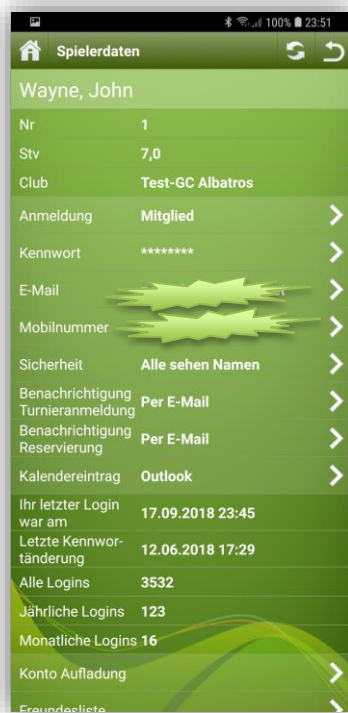 100% 23:51
Spielerdaten
Wayne, John
Nr 1
Stv 7,0
Club Test-GC Albatros
Anmeldung Mitglied
Kennwort ********
E-Mail
Mobilnummer
Sicherheit Alle sehen Namen
Benachrichtigung
Turnieranmeldung Per E-Mail
Benachrichtigung
Reservierung Per E-Mail
Kalendereintrag Outlook
Ihr letzter Login
war am 17.09.2018 23:45
Letzte Kennwor-
tänderung 12.06.2018 17:29
Alle Logins 3532
Jährliche Logins 123
Monatliche Logins 16
Konto Aufladung
Freundesliste